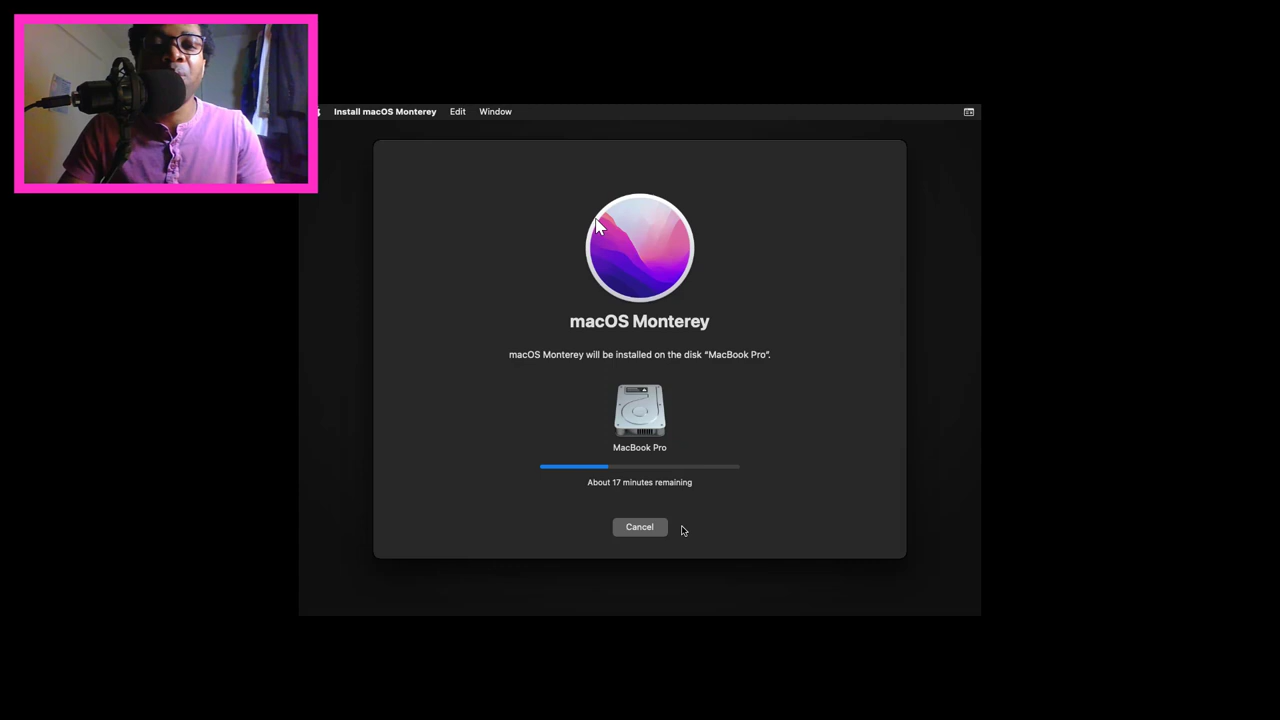 Install macOS Monterey Edit Window
macOS Monterey
macOS Monterey will be installed on the disk “MacBook Pro”.
MacBook Pro
About 17 minutes remaining
Cancel